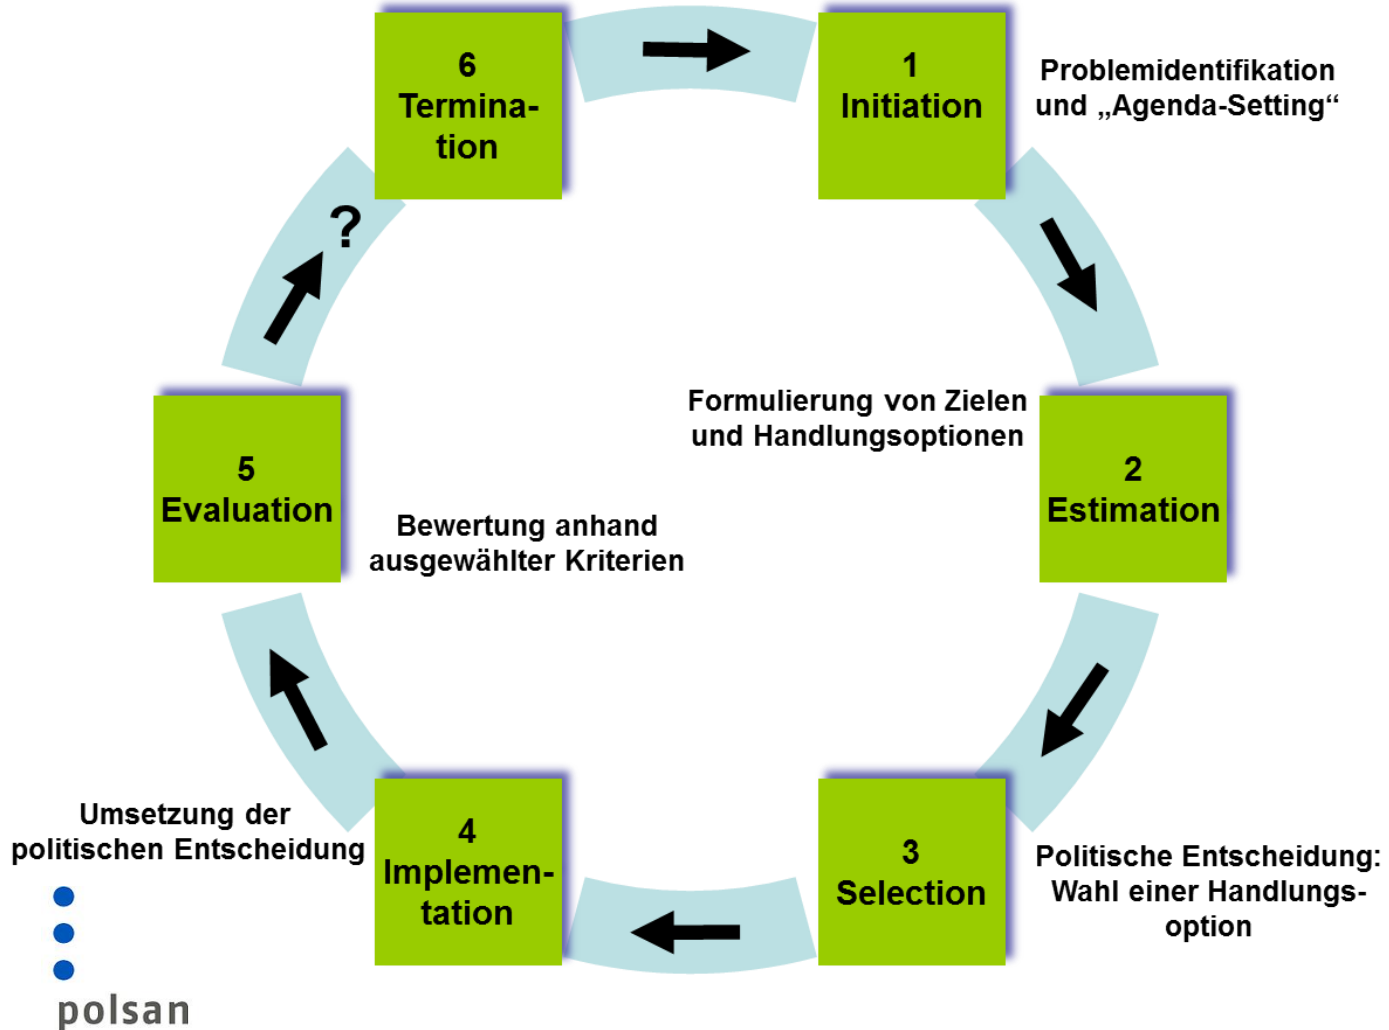 1
Initiation
Problemidentifikation
und „Agenda-Setting“
2
Estimation
Formulierung von Zielen
und Handlungsoptionen
3
Selection
Politische Entscheidung:
Wahl einer Handlungs-
option
4
Implemen-
tation
Umsetzung der
politischen Entscheidung
5
Evaluation
Bewertung anhand
ausgewählter Kriterien
?
6
Termina-
tion
polsan